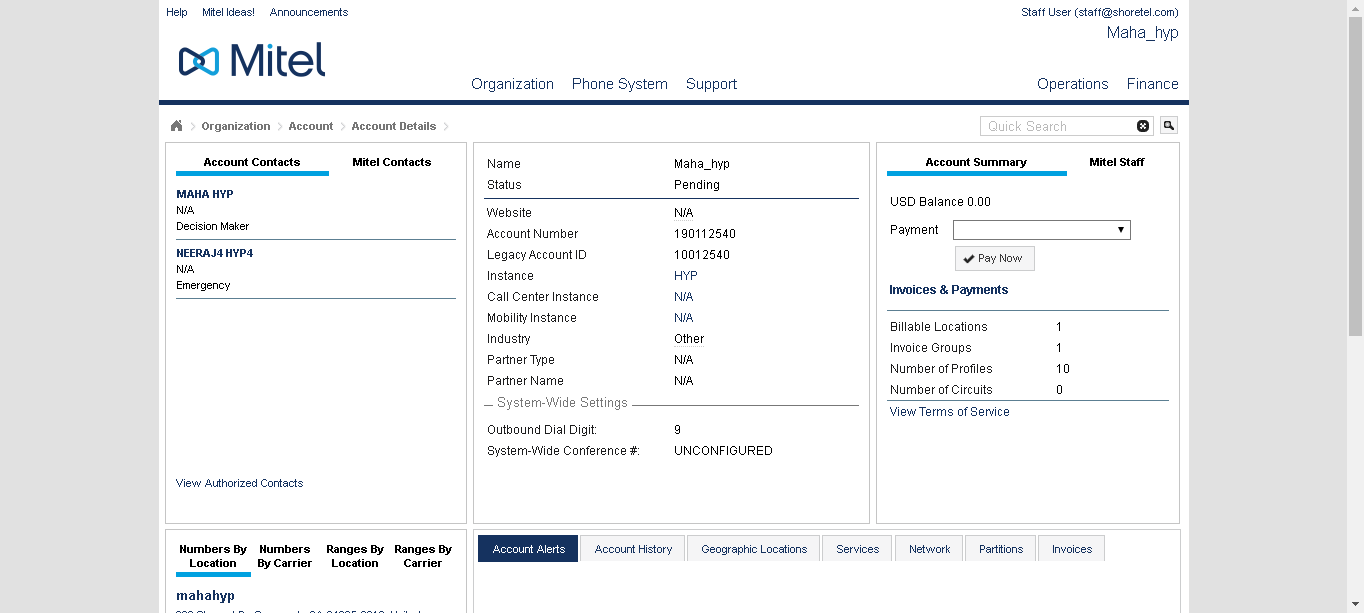 Help Mitel Ideas! Announcements
Staff User (staff@shoretel.com)
Maha_hyp
Mitel
Organization Phone System Support Operations Finance
Organization Account Account Details
Quick Search
Account Contacts Mitel Contacts
MAHA HYP
N/A
Decision Maker
NEERAJ4 HYP4
N/A
Emergency
View Authorized Contacts
Name Maha_hyp
Status Pending
Website N/A
Account Number 190112540
Legacy Account ID 10012540
Instance HYP
Call Center Instance N/A
Mobility Instance N/A
Industry Other
Partner Type N/A
Partner Name N/A
System-Wide Settings
Outbound Dial Digit: 9
System-Wide Conference #: UNCONFIGURED
Account Summary Mitel Staff
USD Balance 0.00
Payment
Pay Now
Invoices & Payments
Billable Locations 1
Invoice Groups 1
Number of Profiles 10
Number of Circuits 0
View Terms of Service
Numbers By Location Numbers By Carrier Ranges By Location Ranges By Carrier
mahahyp
Account Alerts Account History Geographic Locations Services Network Partitions Invoices